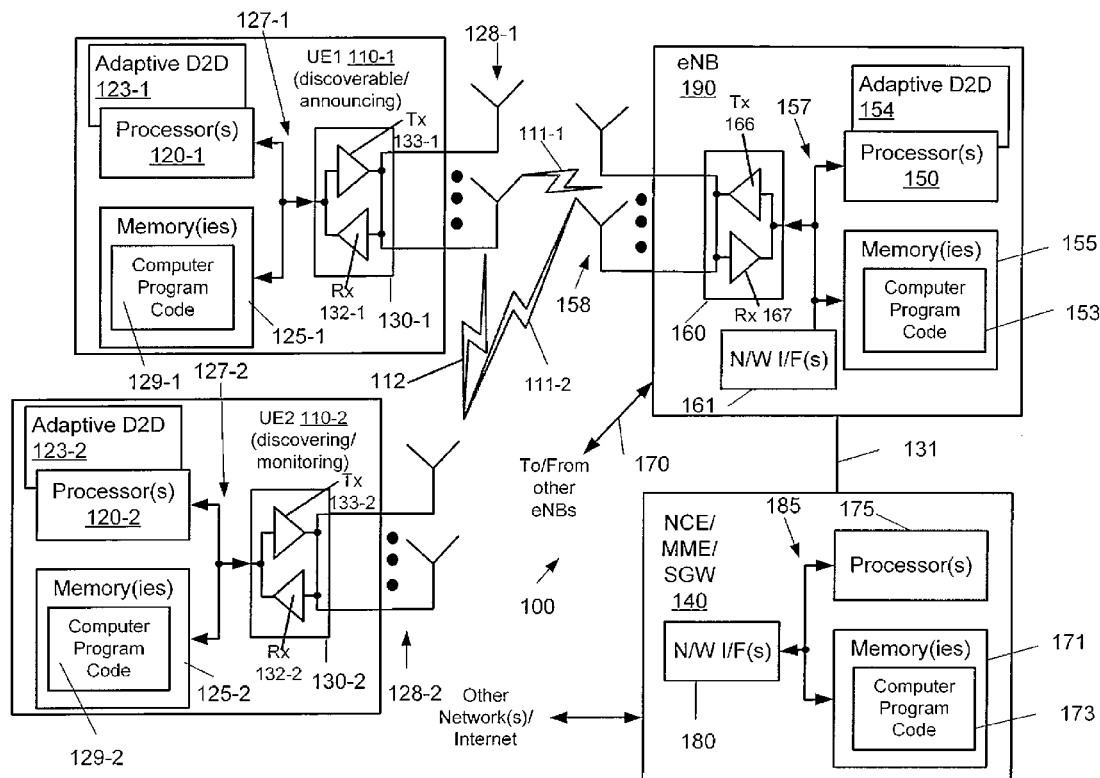 127-1
128-1
Adaptive D2D
123-1
Processor(s)
120-1
UE1 110-1
(discoverable/
announcing)
Tx
133-1
Memory(ies)
Computer
Program
Code
Rx
132-1
130-1
125-1
129-1
111-1
112
111-2
158
eNB
190
Tx
166
157
Adaptive D2D
154
Processor(s)
150
Memory(ies)
Computer
Program
Code
155
153
Rx 167
160
N/W I/F(s)
161
170
To/From
other
eNBs
131
127-2
Adaptive D2D
123-2
Processor(s)
120-2
UE2 110-2
(discovering/
monitoring)
Tx
133-2
Memory(ies)
Computer
Program
Code
Rx
132-2
130-2
125-2
128-2
129-2
100
Other
Network(s)/
Internet
NCE/
MME/
SGW
140
185
175
Processor(s)
N/W I/F(s)
180
Memory(ies)
Computer
Program
Code
171
173